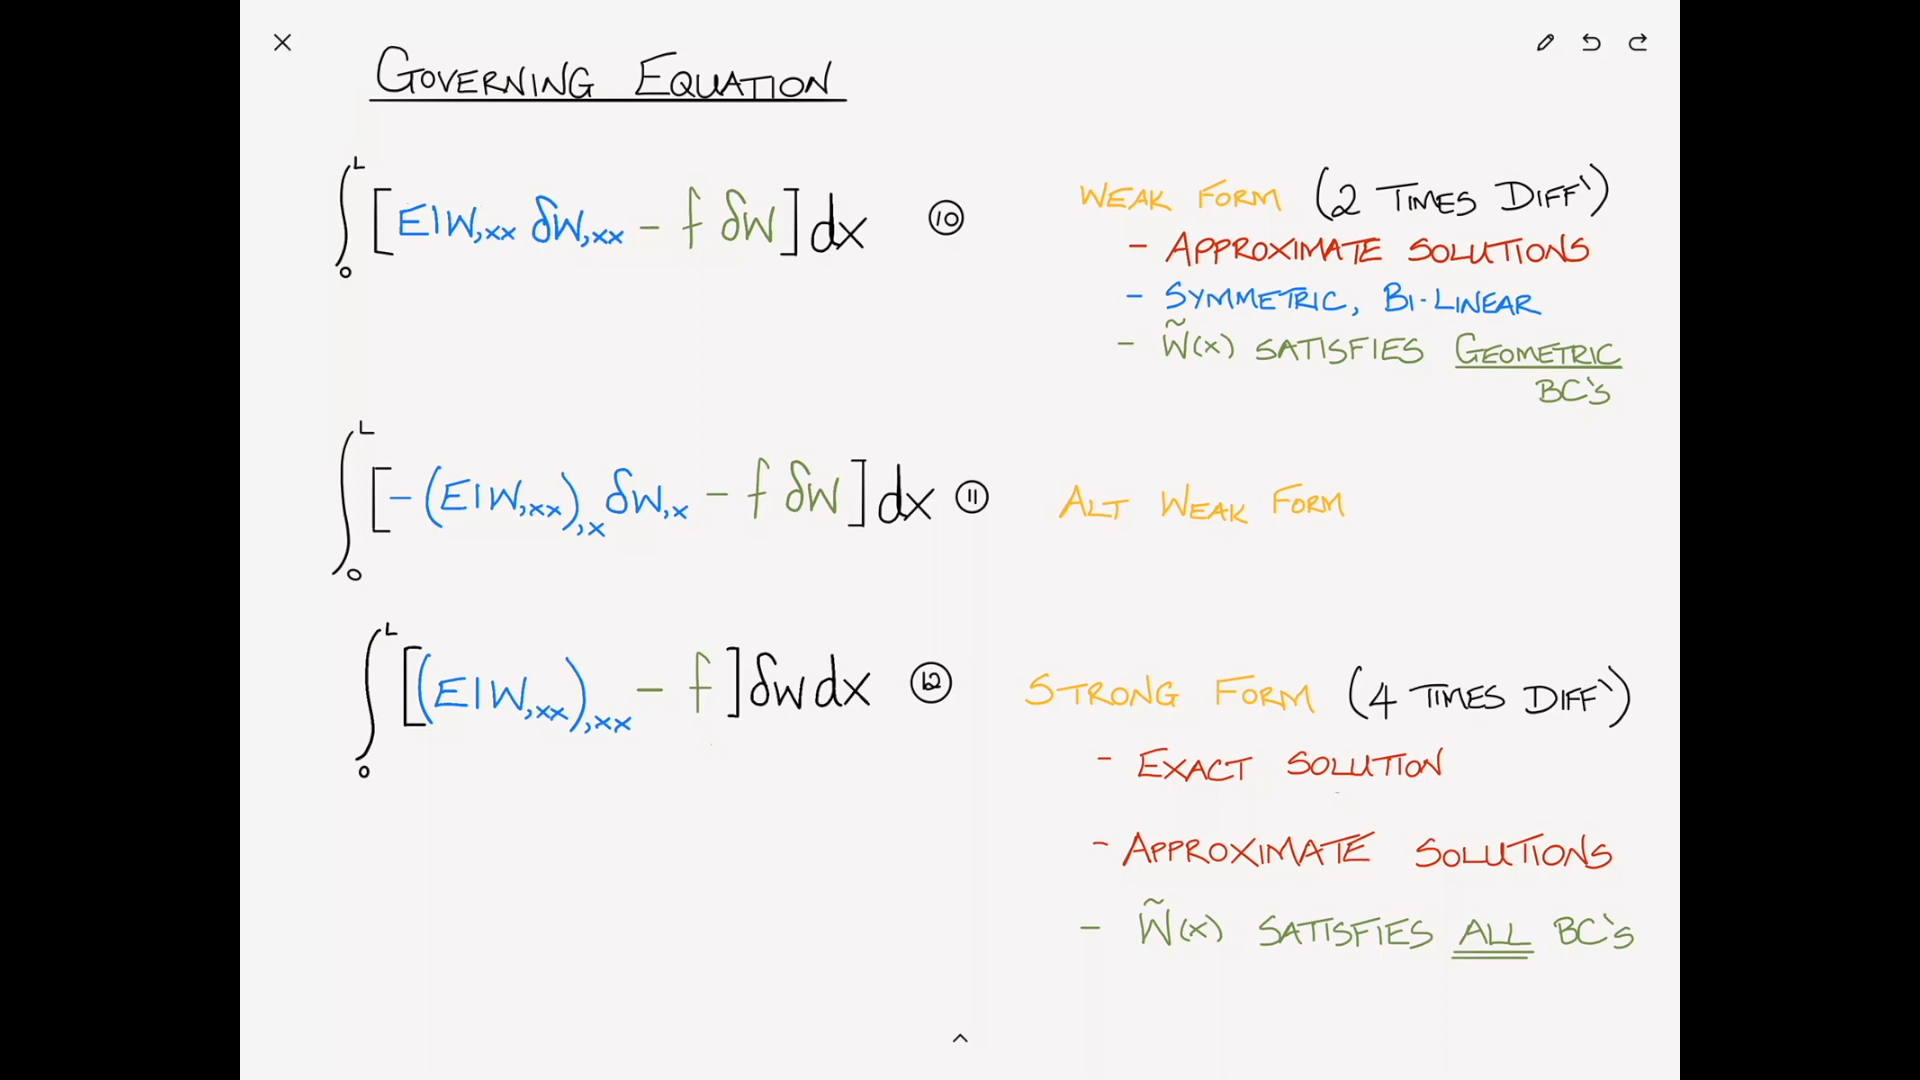 GOVERNING EQUATION
∫₀ᴸ [EIW,xx δW,xx − f δW] dx ⑩
WEAK FORM (2 TIMES DIFF')
- APPROXIMATE SOLUTIONS
- SYMMETRIC, BI-LINEAR
- W̃(x) SATISFIES GEOMETRIC
BC's
∫₀ᴸ [−(EIW,xx),x δW,x − f δW] dx ⑪
ALT WEAK FORM
∫₀ᴸ [(EIW,xx),xx − f] δW dx ⑫
STRONG FORM (4 TIMES DIFF')
- EXACT SOLUTION
- APPROXIMATE SOLUTIONS
- W̃(x) SATISFIES ALL BC's